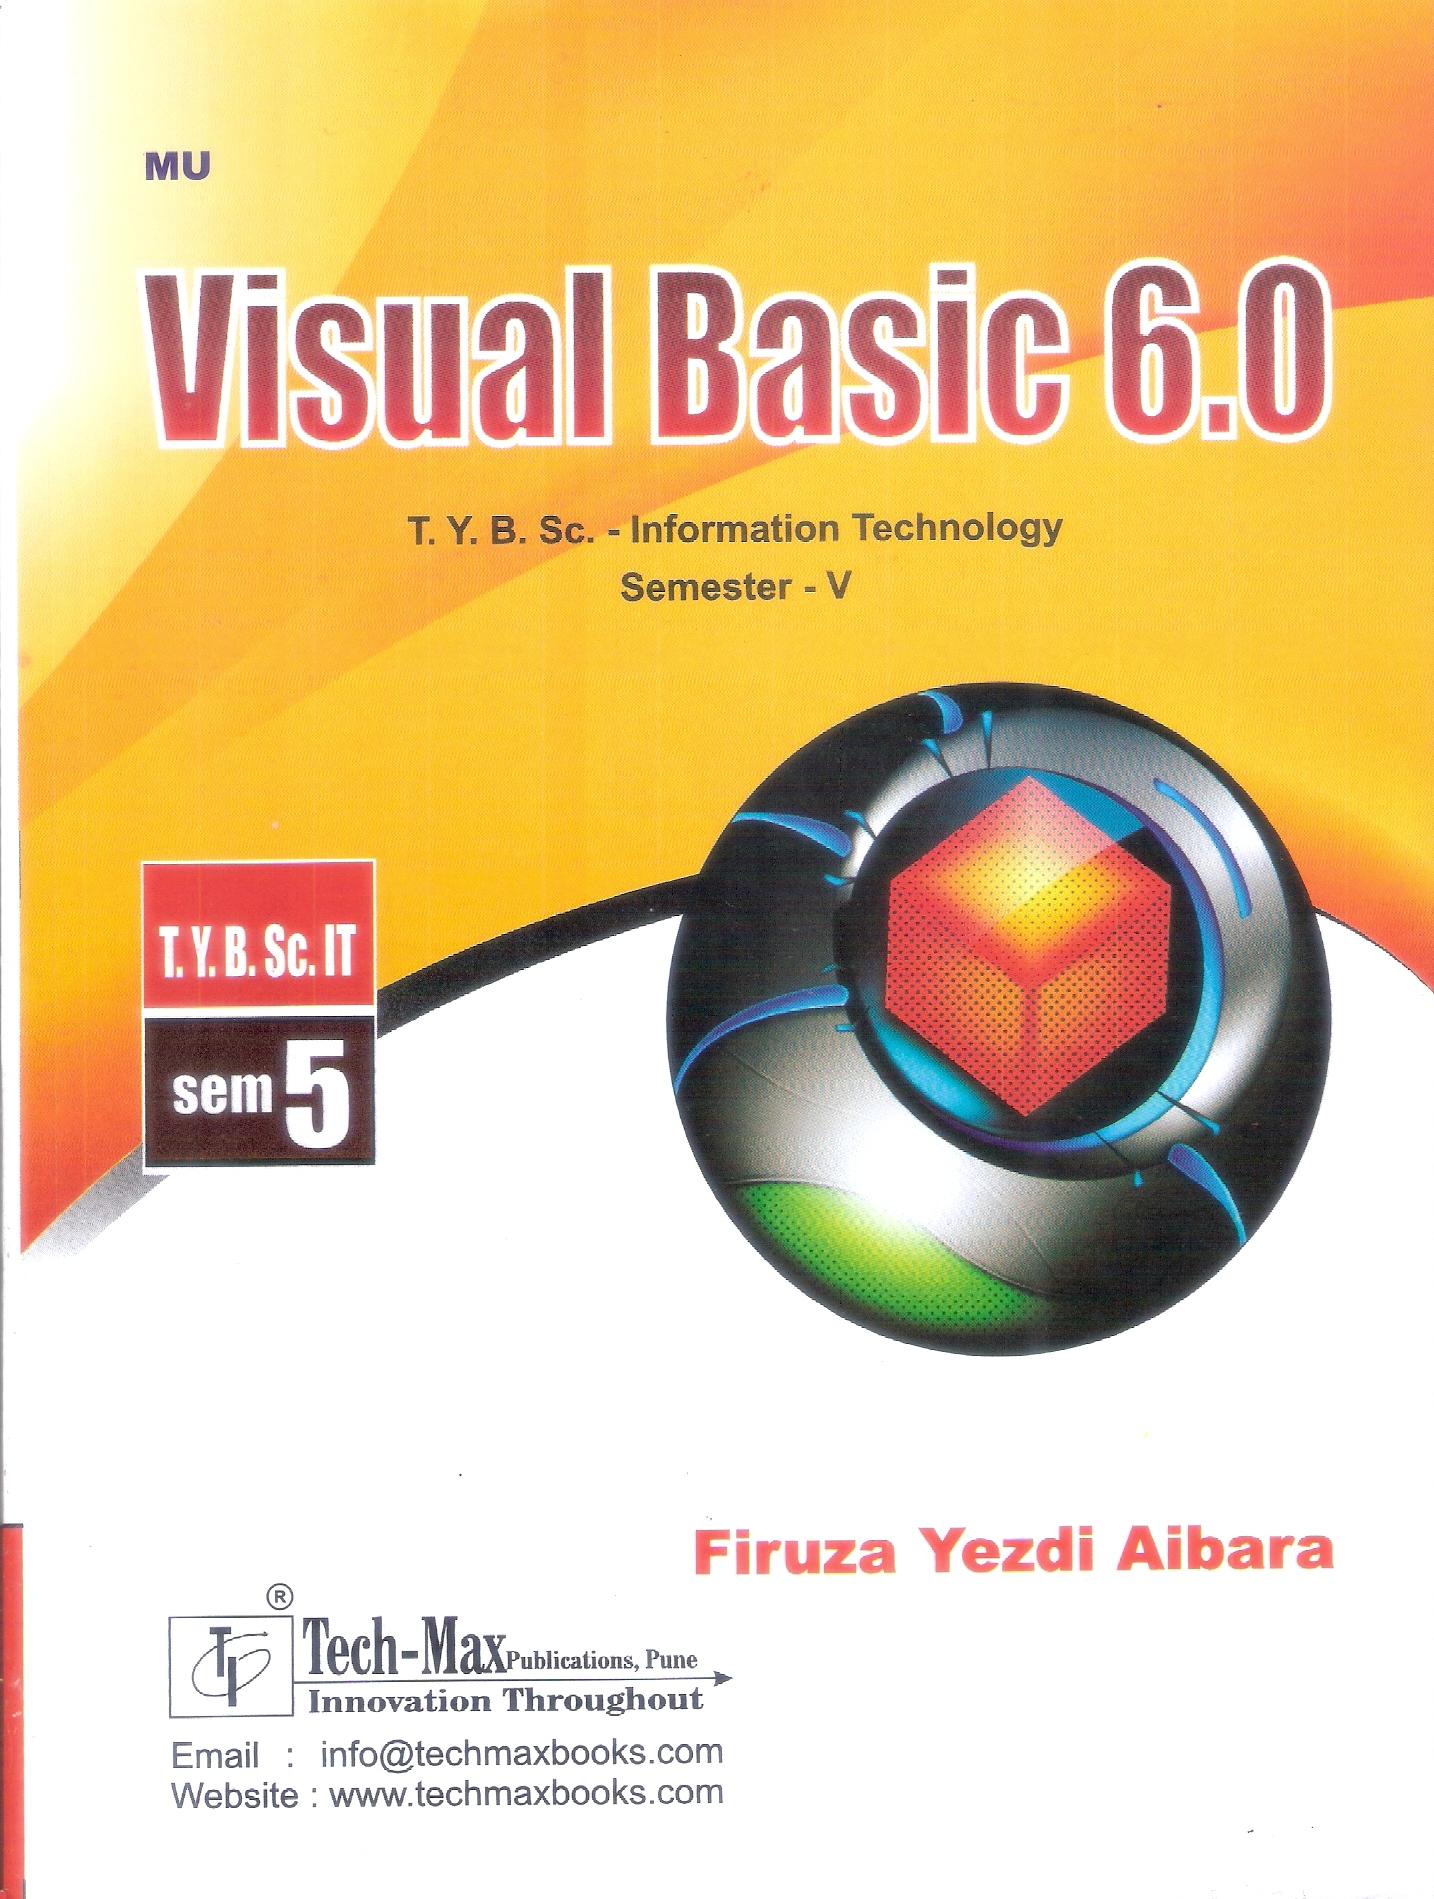 MU
Visual Basic 6.0
T. Y. B. Sc. - Information Technology
Semester - V
T. Y. B. Sc. IT
sem 5
Firuza Yezdi Aibara
®
TI
Tech-Max Publications, Pune
Innovation Throughout
Email : info@techmaxbooks.com
Website : www.techmaxbooks.com